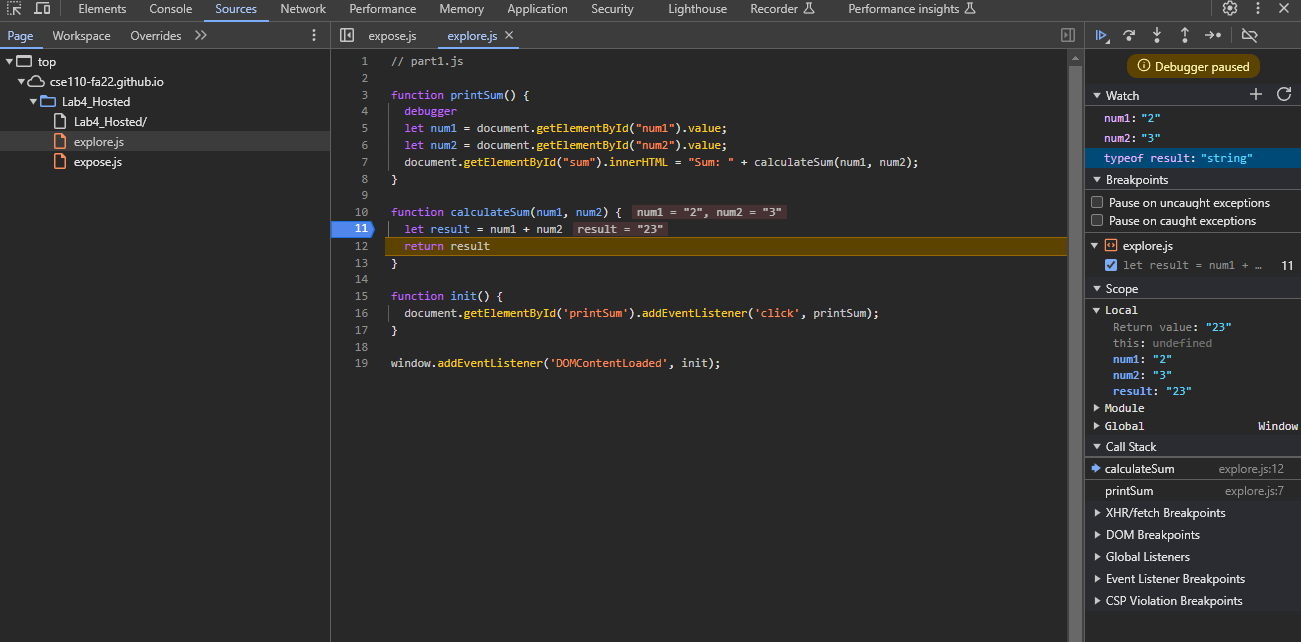 Elements Console Sources Network Performance Memory Application Security Lighthouse Recorder Performance insights
Page Workspace Overrides
top
cse110-fa22.github.io
Lab4_Hosted
Lab4_Hosted/
explore.js
expose.js
expose.js explore.js
1 // part1.js
2
3 function printSum() {
4 debugger
5 let num1 = document.getElementById("num1").value;
6 let num2 = document.getElementById("num2").value;
7 document.getElementById("sum").innerHTML = "Sum: " + calculateSum(num1, num2);
8 }
9
10 function calculateSum(num1, num2) { num1 = "2", num2 = "3"
11 let result = num1 + num2 result = "23"
12 return result
13 }
14
15 function init() {
16 document.getElementById('printSum').addEventListener('click', printSum);
17 }
18
19 window.addEventListener('DOMContentLoaded', init);
Debugger paused
Watch
num1: "2"
num2: "3"
typeof result: "string"
Breakpoints
Pause on uncaught exceptions
Pause on caught exceptions
explore.js
let result = num1 + … 11
Scope
Local
Return value: "23"
this: undefined
num1: "2"
num2: "3"
result: "23"
Module
Global Window
Call Stack
calculateSum explore.js:12
printSum explore.js:7
XHR/fetch Breakpoints
DOM Breakpoints
Global Listeners
Event Listener Breakpoints
CSP Violation Breakpoints